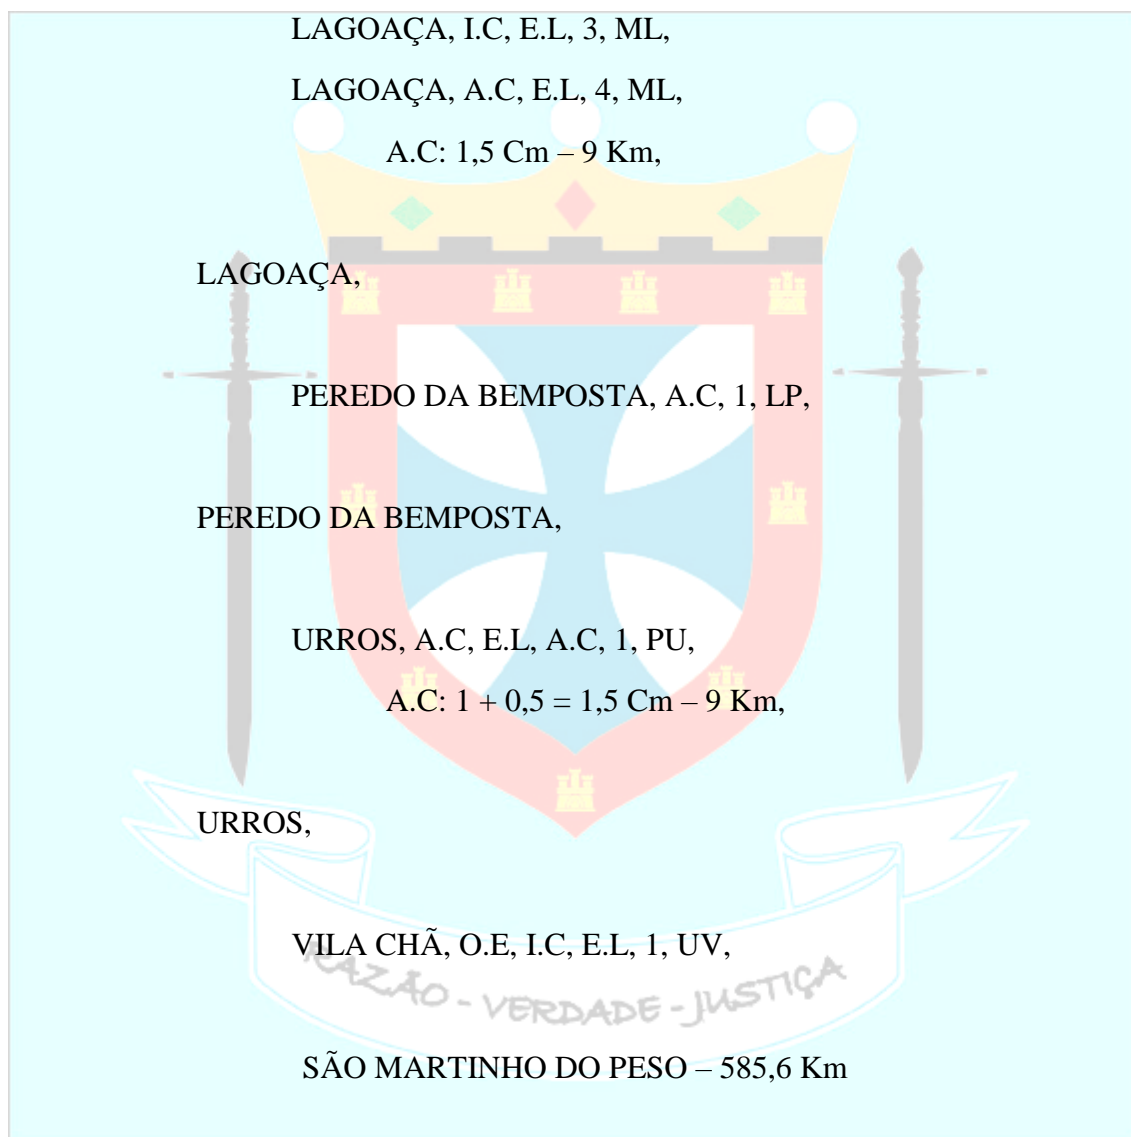 LAGOAÇA, I.C, E.L, 3, ML,
LAGOAÇA, A.C, E.L, 4, ML,
A.C: 1,5 Cm – 9 Km,
LAGOAÇA,
PEREDO DA BEMPOSTA, A.C, 1, LP,
PEREDO DA BEMPOSTA,
URROS, A.C, E.L, A.C, 1, PU,
A.C: 1 + 0,5 = 1,5 Cm – 9 Km,
URROS,
VILA CHÃ, O.E, I.C, E.L, 1, UV,
RAZÃO - VERDADE - JUSTIÇA
SÃO MARTINHO DO PESO – 585,6 Km